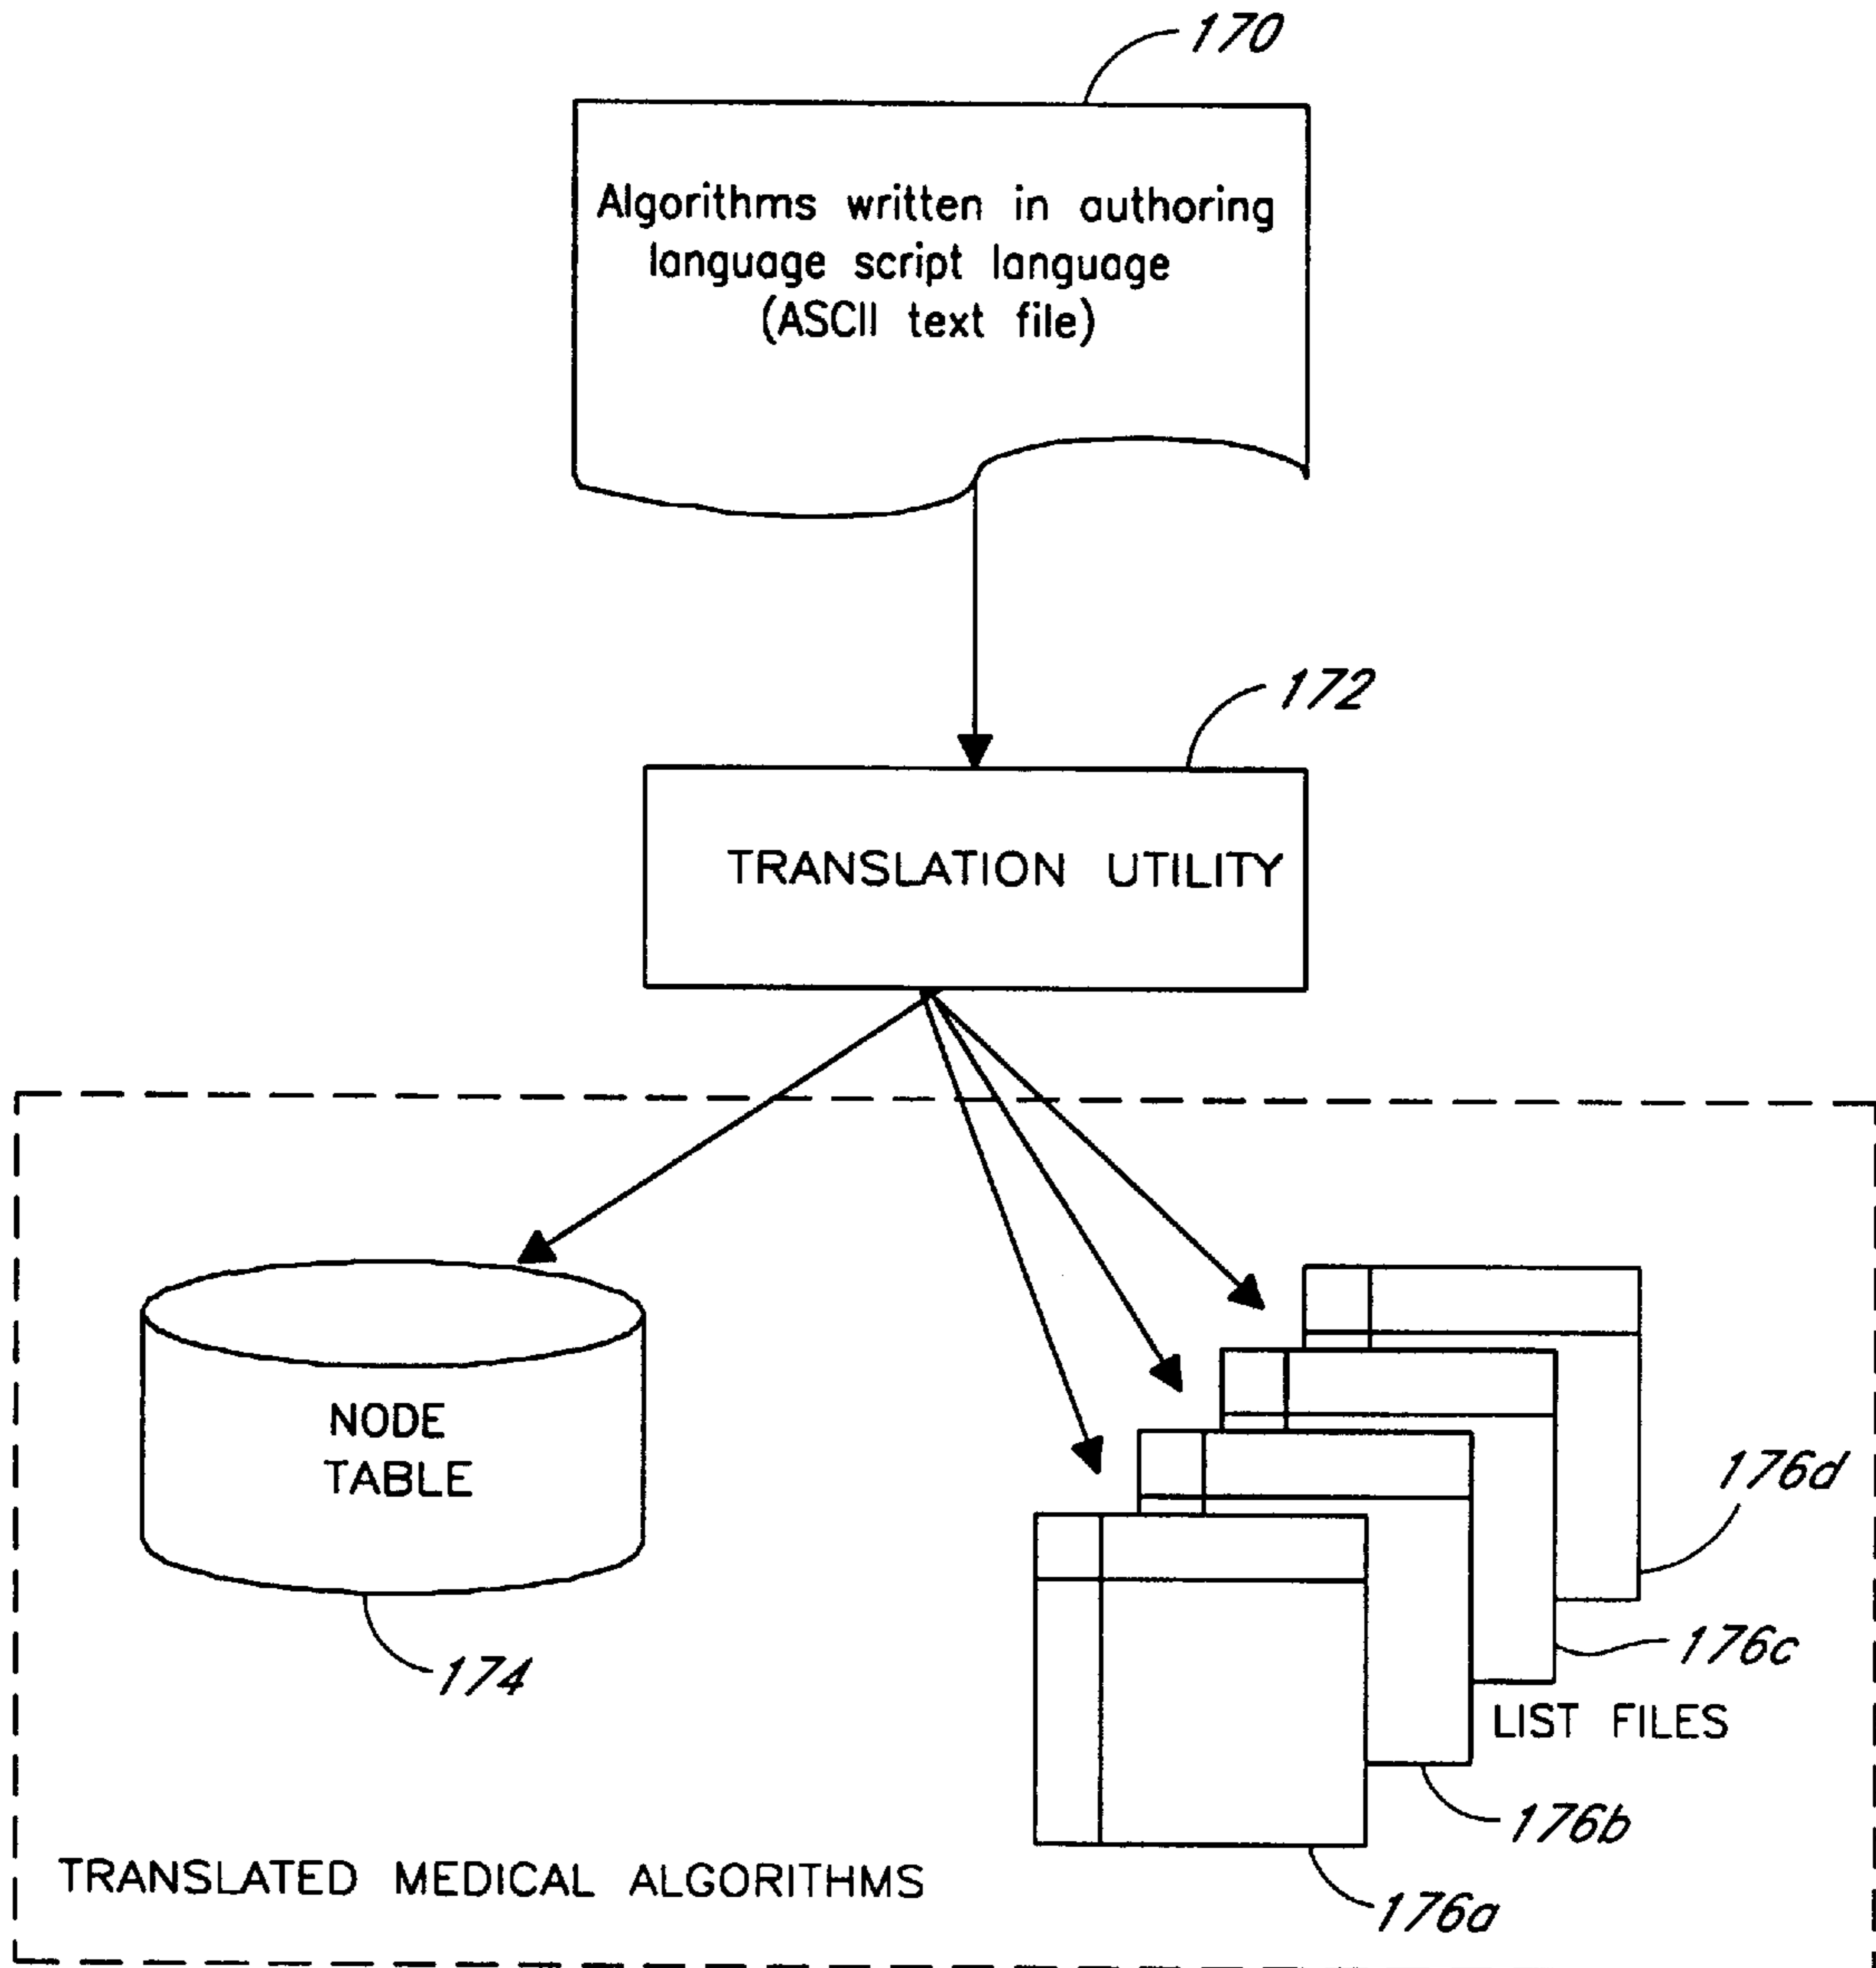 170
Algorithms written in authoring
language script language
(ASCII text file)
172
TRANSLATION UTILITY
NODE
TABLE
174
176d
176c
LIST FILES
176b
176a
TRANSLATED MEDICAL ALGORITHMS